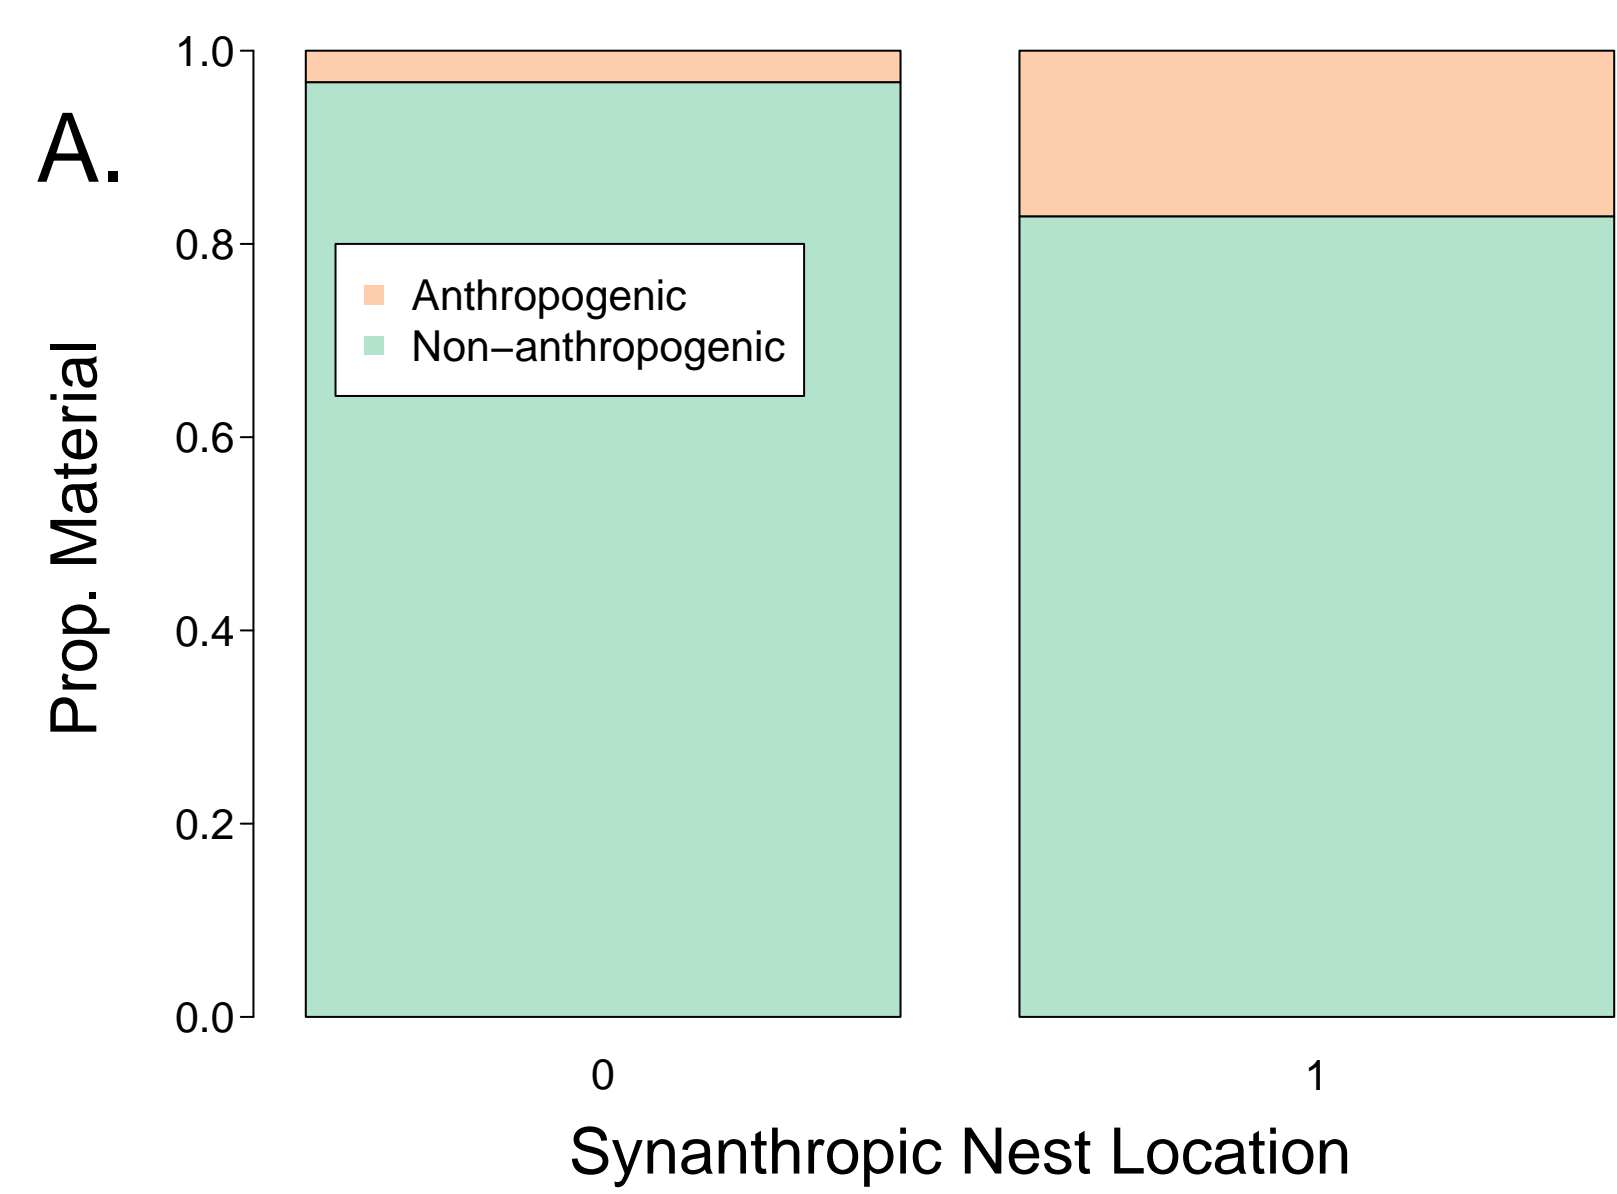 A.
Prop. Material
1.0
0.8
0.6
0.4
0.2
0.0
Anthropogenic
Non−anthropogenic
0
1
Synanthropic Nest Location